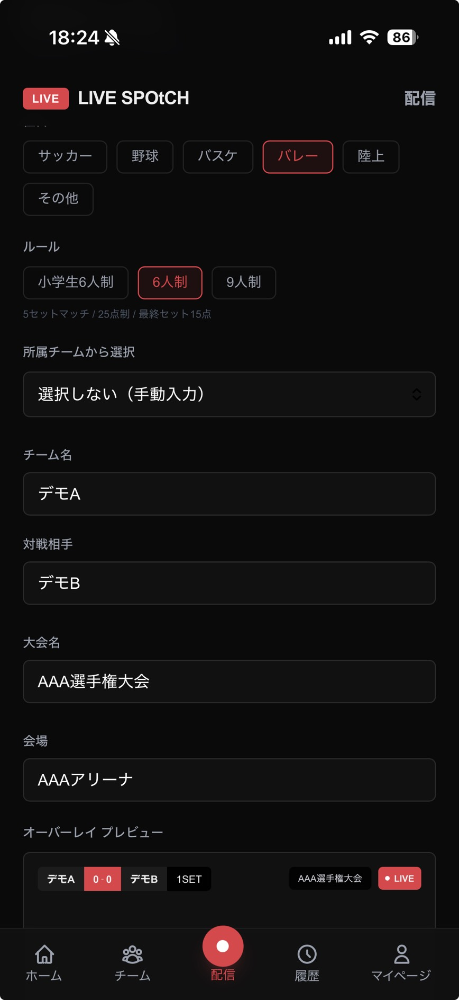 18:24
86
LIVE LIVE SPOtCH 配信
サッカー 野球 バスケ バレー 陸上
その他
ルール
小学生6人制 6人制 9人制
5セットマッチ / 25点制 / 最終セット15点
所属チームから選択
選択しない（手動入力）
チーム名
デモA
対戦相手
デモB
大会名
AAA選手権大会
会場
AAAアリーナ
オーバーレイ プレビュー
デモA 0 - 0 デモB 1SET AAA選手権大会 LIVE
ホーム チーム 配信 履歴 マイページ